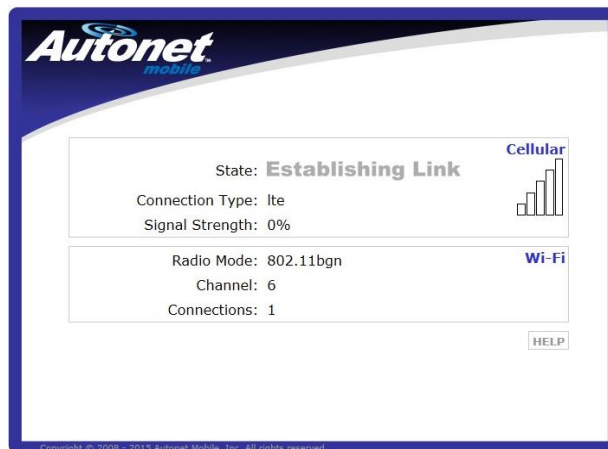 Autonet
mobile
Cellular
State: Establishing Link
Connection Type: lte
Signal Strength: 0%
Wi-Fi
Radio Mode: 802.11bgn
Channel: 6
Connections: 1
HELP
Copyright © 2008 - 2015 Autonet Mobile, Inc. All rights reserved